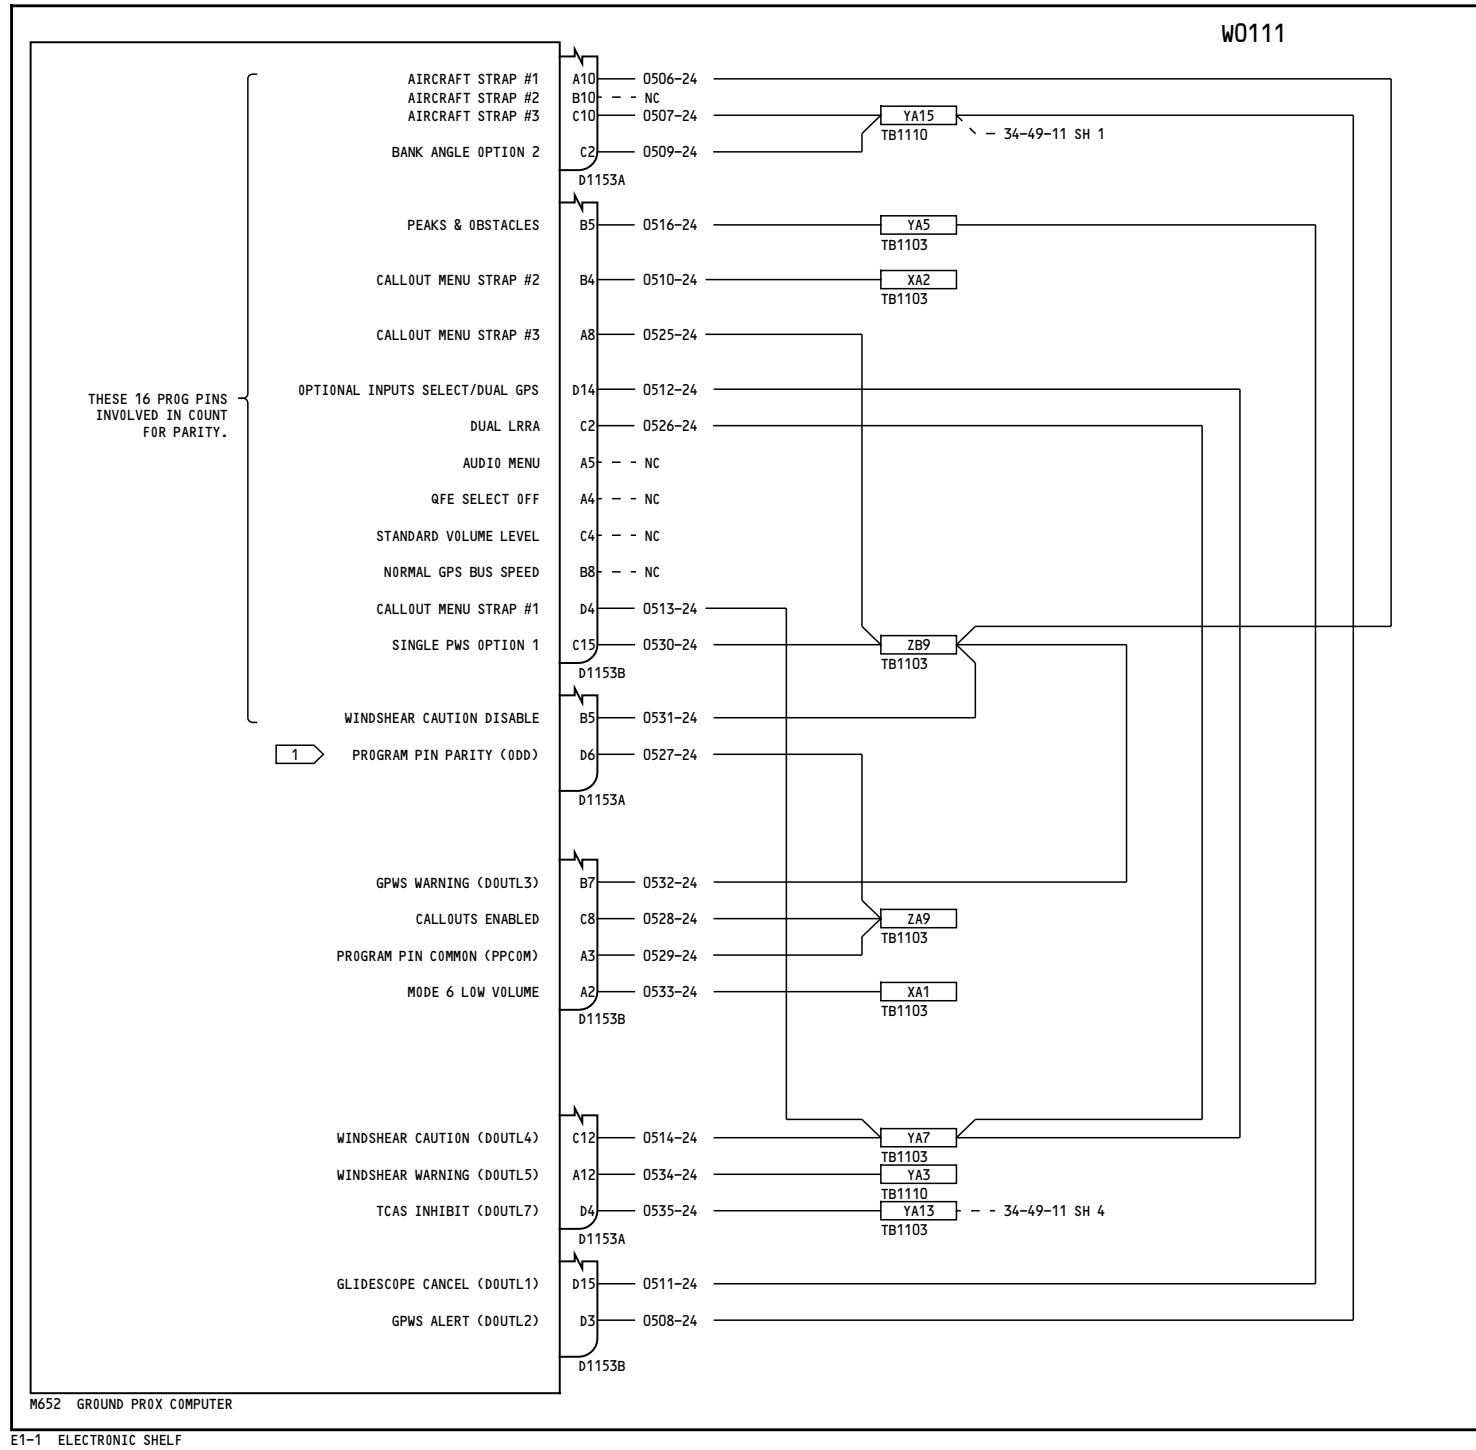 W0111
AIRCRAFT STRAP #1 A10 0506-24
AIRCRAFT STRAP #2 B10 NC
AIRCRAFT STRAP #3 C10 0507-24 YA15
TB1110 34-49-11 SH 1
BANK ANGLE OPTION 2 C2 0509-24
D1153A
PEAKS & OBSTACLES B5 0516-24 YA5
TB1103
CALLOUT MENU STRAP #2 B4 0510-24 XA2
TB1103
CALLOUT MENU STRAP #3 A8 0525-24
OPTIONAL INPUTS SELECT/DUAL GPS D14 0512-24
THESE 16 PROG PINS
INVOLVED IN COUNT
FOR PARITY.
DUAL LRRA C2 0526-24
AUDIO MENU A5 NC
QFE SELECT OFF A4 NC
STANDARD VOLUME LEVEL C4 NC
NORMAL GPS BUS SPEED B8 NC
CALLOUT MENU STRAP #1 D4 0513-24
SINGLE PWS OPTION 1 C15 0530-24 ZB9
D1153B TB1103
WINDSHEAR CAUTION DISABLE B5 0531-24
1 PROGRAM PIN PARITY (ODD) D6 0527-24
D1153A
GPWS WARNING (DOUTL3) B7 0532-24
CALLOUTS ENABLED C8 0528-24 ZA9
TB1103
PROGRAM PIN COMMON (PPCOM) A3 0529-24
MODE 6 LOW VOLUME A2 0533-24 XA1
D1153B TB1103
WINDSHEAR CAUTION (DOUTL4) C12 0514-24 YA7
TB1103
WINDSHEAR WARNING (DOUTL5) A12 0534-24 YA3
TB1110
TCAS INHIBIT (DOUTL7) D4 0535-24 YA13 34-49-11 SH 4
D1153A TB1103
GLIDESCOPE CANCEL (DOUTL1) D15 0511-24
GPWS ALERT (DOUTL2) D3 0508-24
D1153B
M652 GROUND PROX COMPUTER
E1-1 ELECTRONIC SHELF